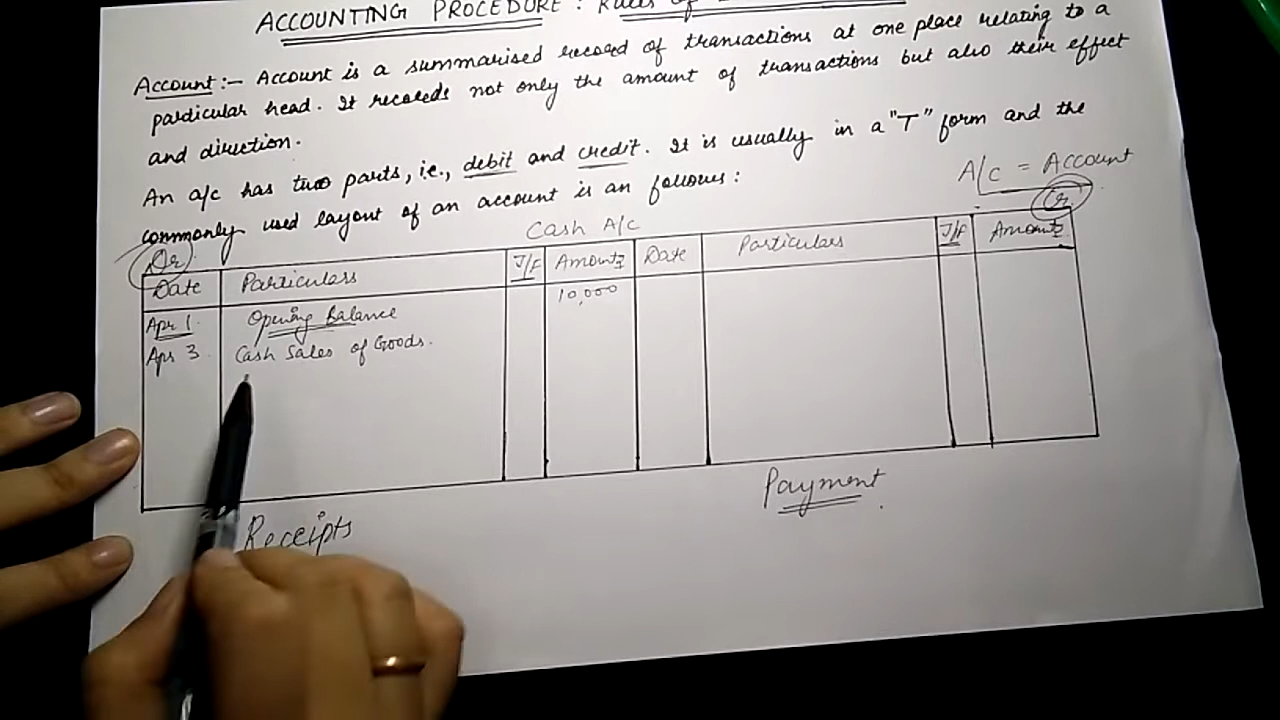 ACCOUNTING PROCEDURE : Rules of
Account :- Account is a summarised record of transactions at one place relating to a
particular head. It records not only the amount of transactions but also their effect
and direction.
An a/c has two parts, i.e., debit and credit. It is usually in a "T" form and the
commonly used layout of an account is an follows :
A/c = Account
Cash A/c
Dr Cr
Date Particulars J/F Amount₹ Date Particulars J/F Amount₹
Apr 1. Opening Balance 10,000
Apr 3. Cash Sales of Goods.
Receipts Payment